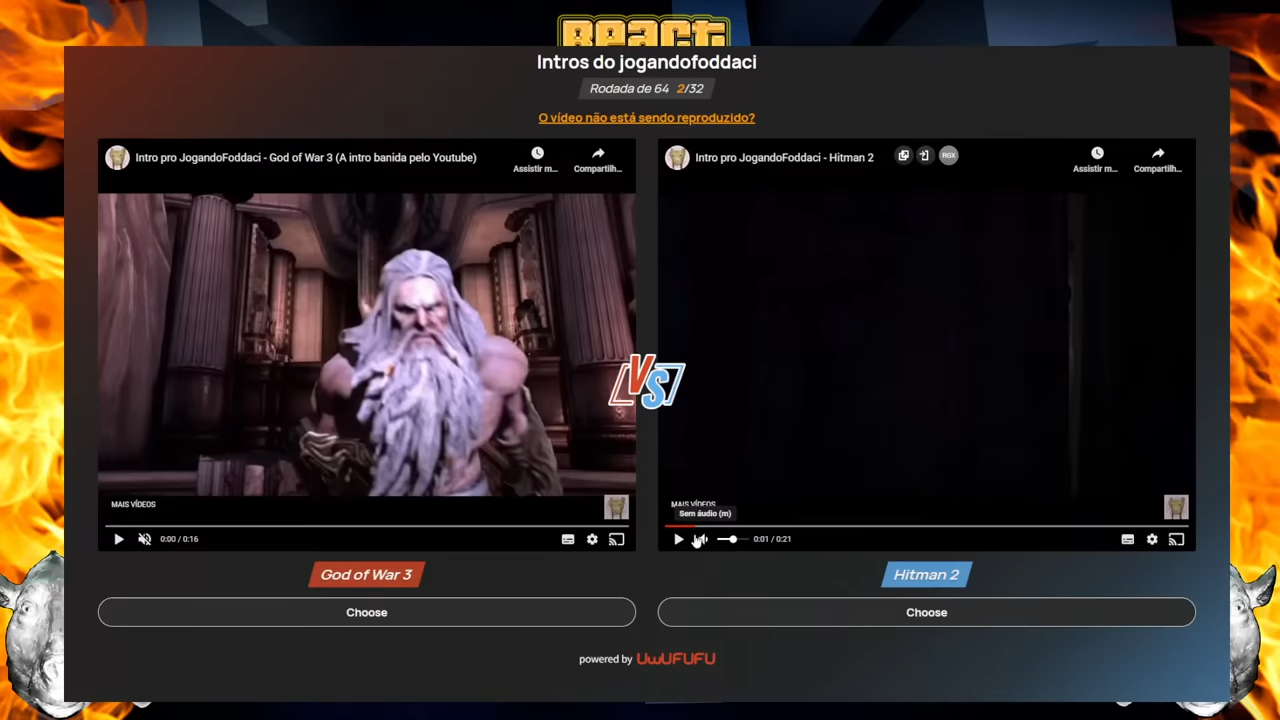 React
Intros do jogandofoddaci
Rodada de 64 2/32
O vídeo não está sendo reproduzido?
Intro pro JogandoFoddaci - God of War 3 (A intro banida pelo Youtube)
Assistir m...
Compartilh...
MAIS VÍDEOS
0:00 / 0:16
God of War 3
Choose
VS
Intro pro JogandoFoddaci - Hitman 2
RGX
Assistir m...
Compartilh...
MAIS VÍDEOS
Sem áudio (m)
0:01 / 0:21
Hitman 2
Choose
powered by UwUFUFU